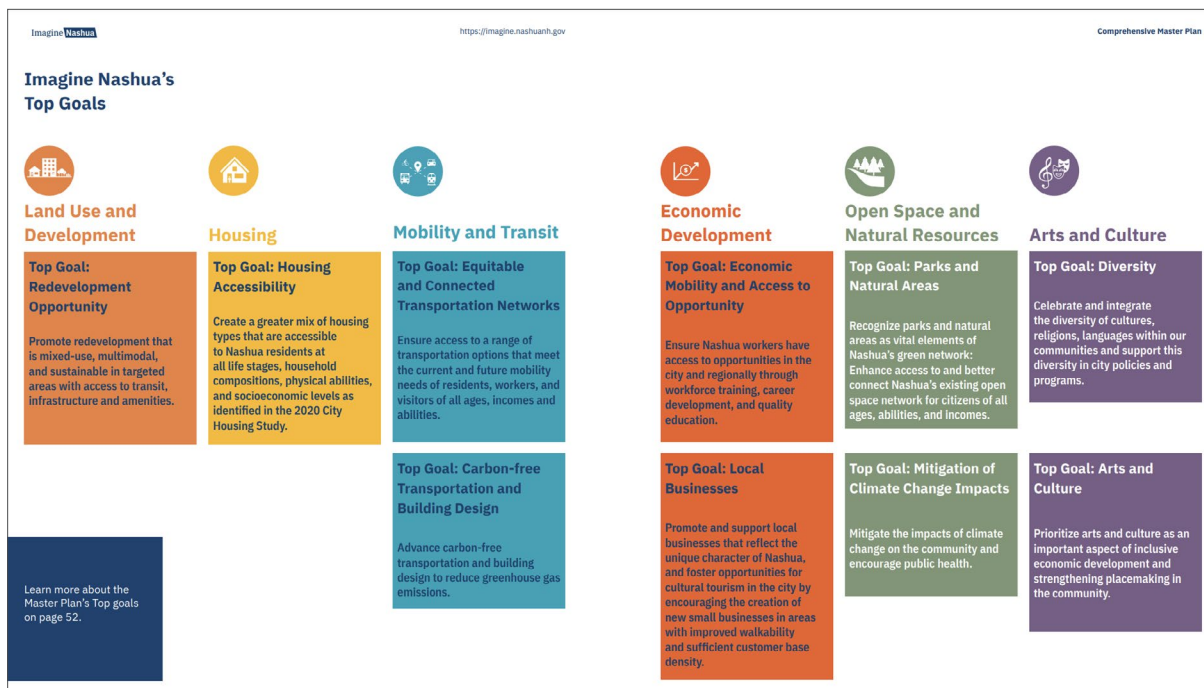 Imagine Nashua
https://imagine.nashuanh.gov
Comprehensive Master Plan
Imagine Nashua's
Top Goals
Land Use and
Development
Top Goal:
Redevelopment
Opportunity
Promote redevelopment that
is mixed-use, multimodal,
and sustainable in targeted
areas with access to transit,
infrastructure and amenities.
Housing
Top Goal: Housing
Accessibility
Create a greater mix of housing
types that are accessible
to Nashua residents at
all life stages, household
compositions, physical abilities,
and socioeconomic levels as
identified in the 2020 City
Housing Study.
Mobility and Transit
Top Goal: Equitable
and Connected
Transportation Networks
Ensure access to a range of
transportation options that meet
the current and future mobility
needs of residents, workers, and
visitors of all ages, incomes and
abilities.
Top Goal: Carbon-free
Transportation and
Building Design
Advance carbon-free
transportation and building
design to reduce greenhouse gas
emissions.
Economic
Development
Top Goal: Economic
Mobility and Access to
Opportunity
Ensure Nashua workers have
access to opportunities in the
city and regionally through
workforce training, career
development, and quality
education.
Top Goal: Local
Businesses
Promote and support local
businesses that reflect the
unique character of Nashua,
and foster opportunities for
cultural tourism in the city by
encouraging the creation of
new small businesses in areas
with improved walkability
and sufficient customer base
density.
Open Space and
Natural Resources
Top Goal: Parks and
Natural Areas
Recognize parks and natural
areas as vital elements of
Nashua's green network:
Enhance access to and better
connect Nashua's existing open
space network for citizens of all
ages, abilities, and incomes.
Top Goal: Mitigation of
Climate Change Impacts
Mitigate the impacts of climate
change on the community and
encourage public health.
Arts and Culture
Top Goal: Diversity
Celebrate and integrate
the diversity of cultures,
religions, languages within our
communities and support this
diversity in city policies and
programs.
Top Goal: Arts and
Culture
Prioritize arts and culture as an
important aspect of inclusive
economic development and
strengthening placemaking in
the community.
Learn more about the
Master Plan's Top goals
on page 52.